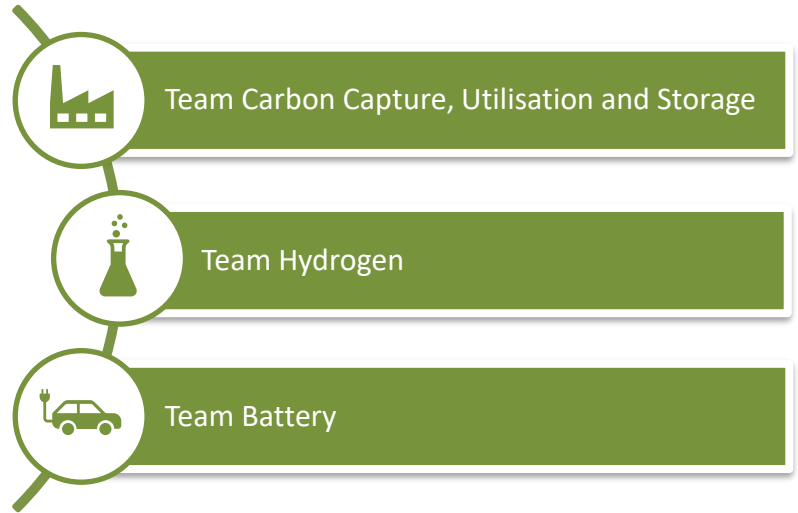 Team Carbon Capture, Utilisation and Storage
Team Hydrogen
Team Battery